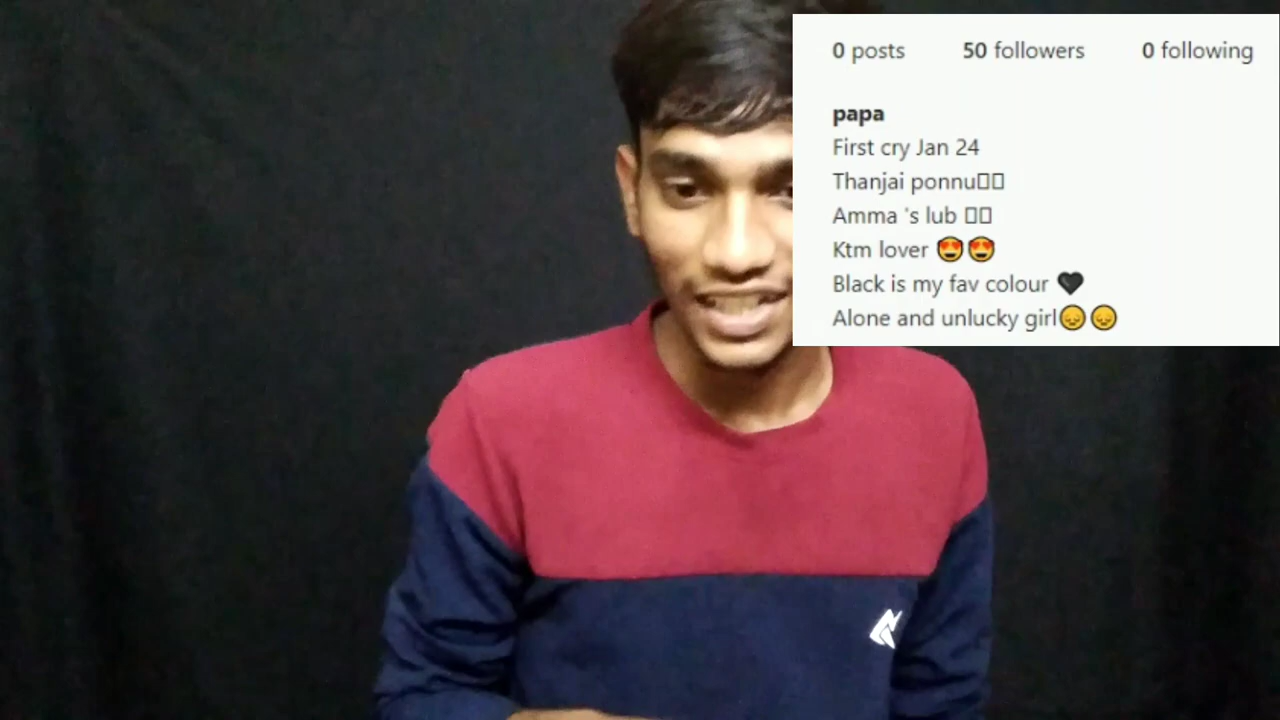 0 posts 50 followers 0 following
papa
First cry Jan 24
Thanjai ponnu▯▯
Amma 's lub ▯▯
Ktm lover 😍😍
Black is my fav colour 🖤
Alone and unlucky girl😞😞